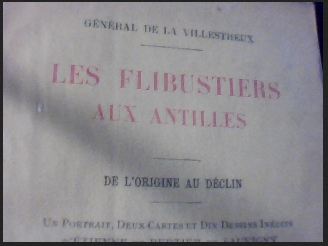 GÉNÉRAL DE LA VILLESTREUX
LES FLIBUSTIERS
AUX ANTILLES
DE L'ORIGINE AU DÉCLIN
UN PORTRAIT, DEUX CARTES ET DIX DESSINS INÉDITS
D'ÉTIENNE